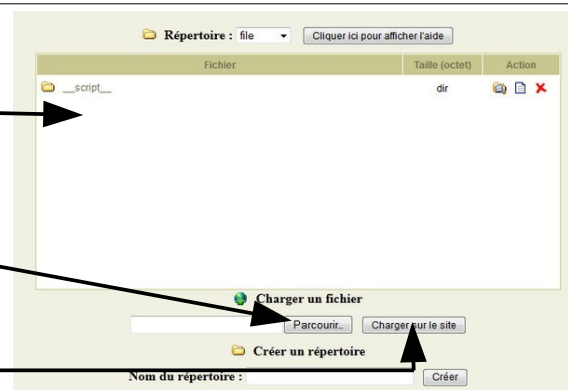 Répertoire : file Cliquer ici pour afficher l'aide
Fichier Taille (octet) Action
__script__ dir
Charger un fichier
Parcourir.. Charger sur le site
Créer un répertoire
Nom du répertoire : Créer